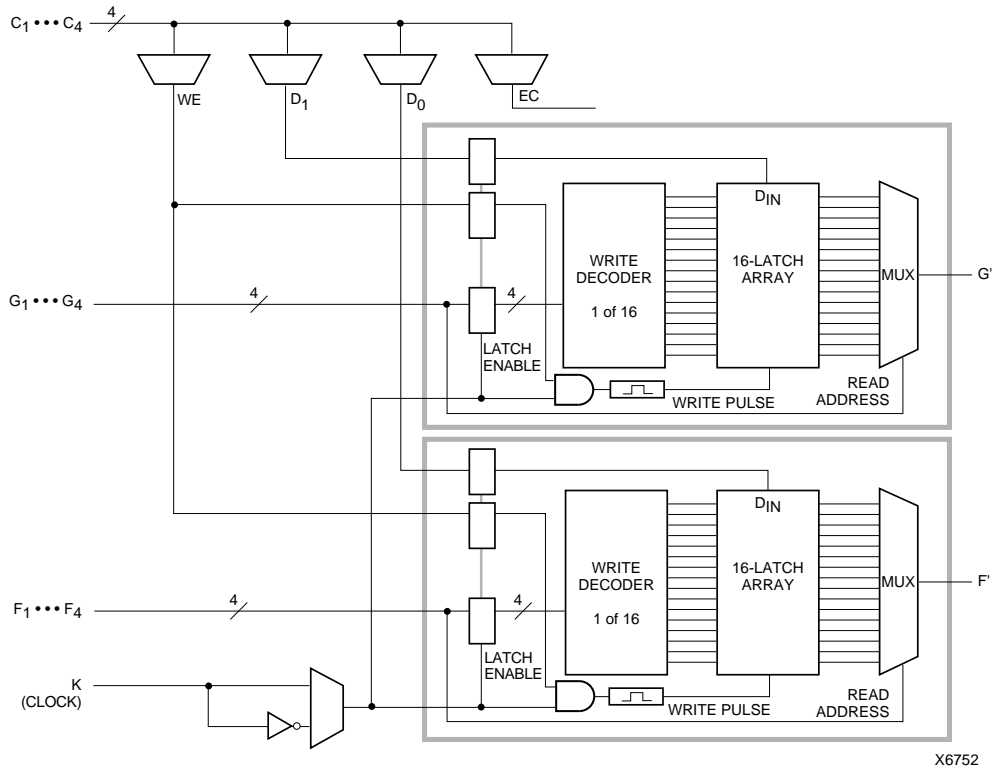 C1 • • • C4
4
WE
D1
D0
EC
DIN
WRITE
DECODER
1 of 16
16-LATCH
ARRAY
MUX
G'
G1 • • • G4
4
4
LATCH
ENABLE
WRITE PULSE
READ
ADDRESS
DIN
WRITE
DECODER
1 of 16
16-LATCH
ARRAY
MUX
F'
F1 • • • F4
4
4
LATCH
ENABLE
WRITE PULSE
READ
ADDRESS
K
(CLOCK)
X6752